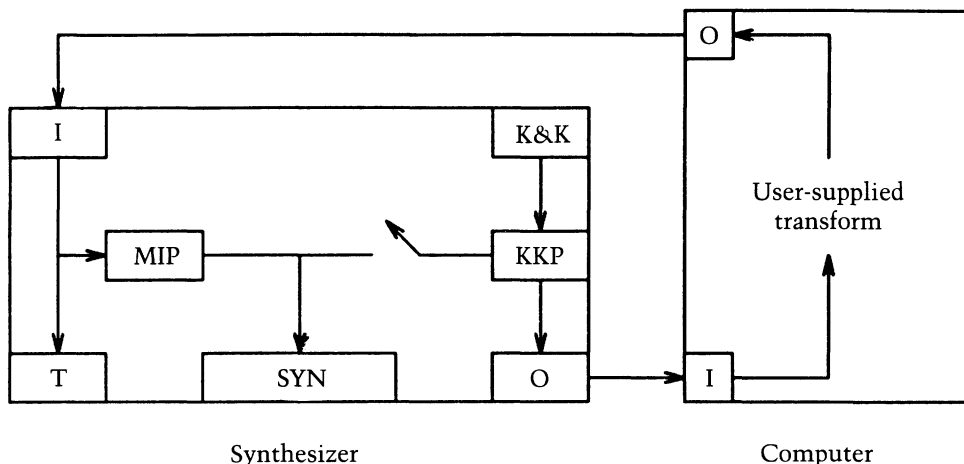 O
I
K&K
User-supplied
transform
MIP
KKP
T
SYN
O
I
Synthesizer
Computer